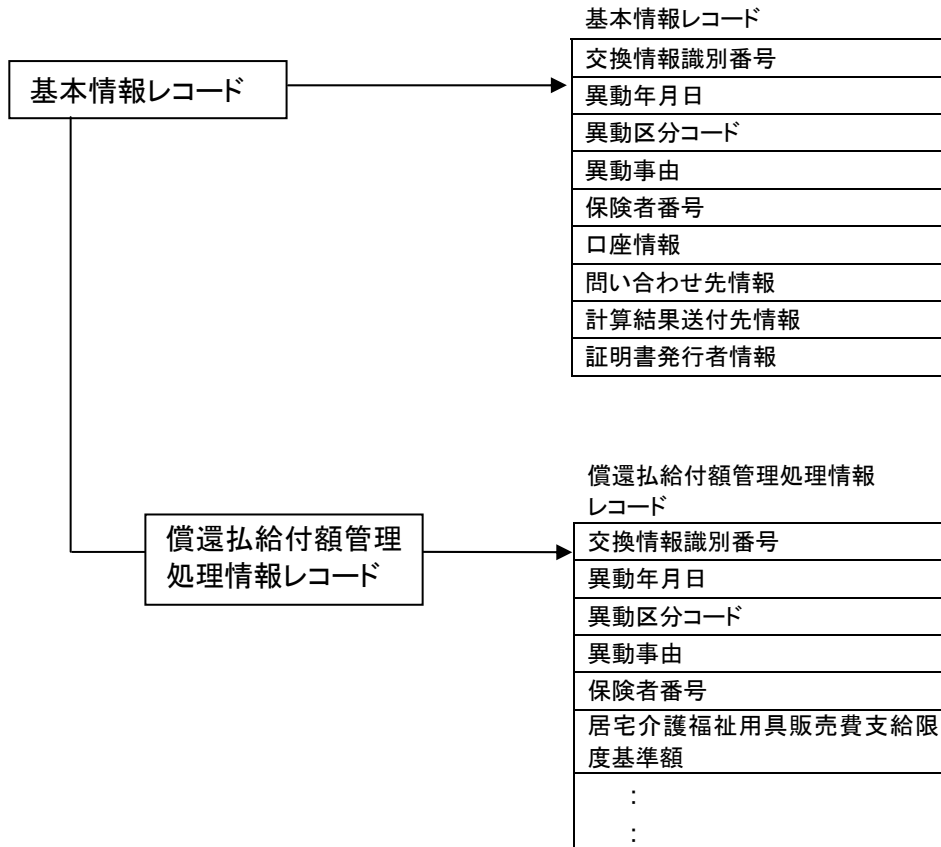 基本情報レコード
基本情報レコード
交換情報識別番号
異動年月日
異動区分コード
異動事由
保険者番号
口座情報
問い合わせ先情報
計算結果送付先情報
証明書発行者情報
償還払給付額管理
処理情報レコード
償還払給付額管理処理情報
レコード
交換情報識別番号
異動年月日
異動区分コード
異動事由
保険者番号
居宅介護福祉用具販売費支給限
度基準額
:
: